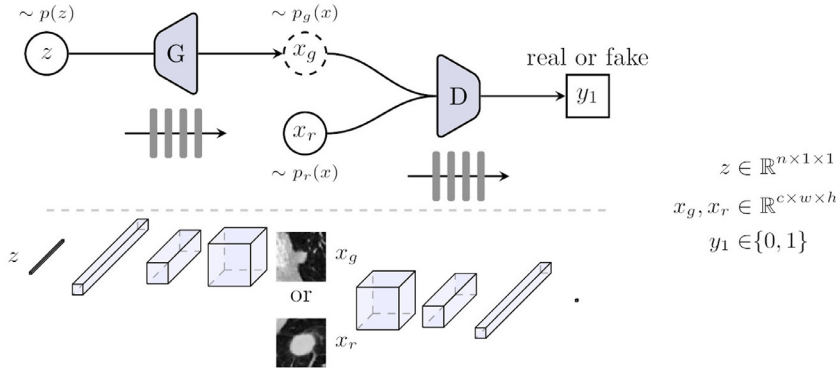 ∼ p(z)
∼ p_g(x)
z
G
x_g
real or fake
D
y_1
x_r
∼ p_r(x)
z ∈ ℝ^{n×1×1}
x_g, x_r ∈ ℝ^{c×w×h}
y_1 ∈{0, 1}
z
x_g
or
x_r